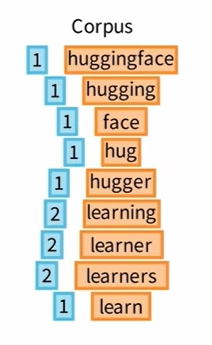 Corpus
1 huggingface
1 hugging
1 face
1 hug
1 hugger
2 learning
2 learner
2 learners
1 learn